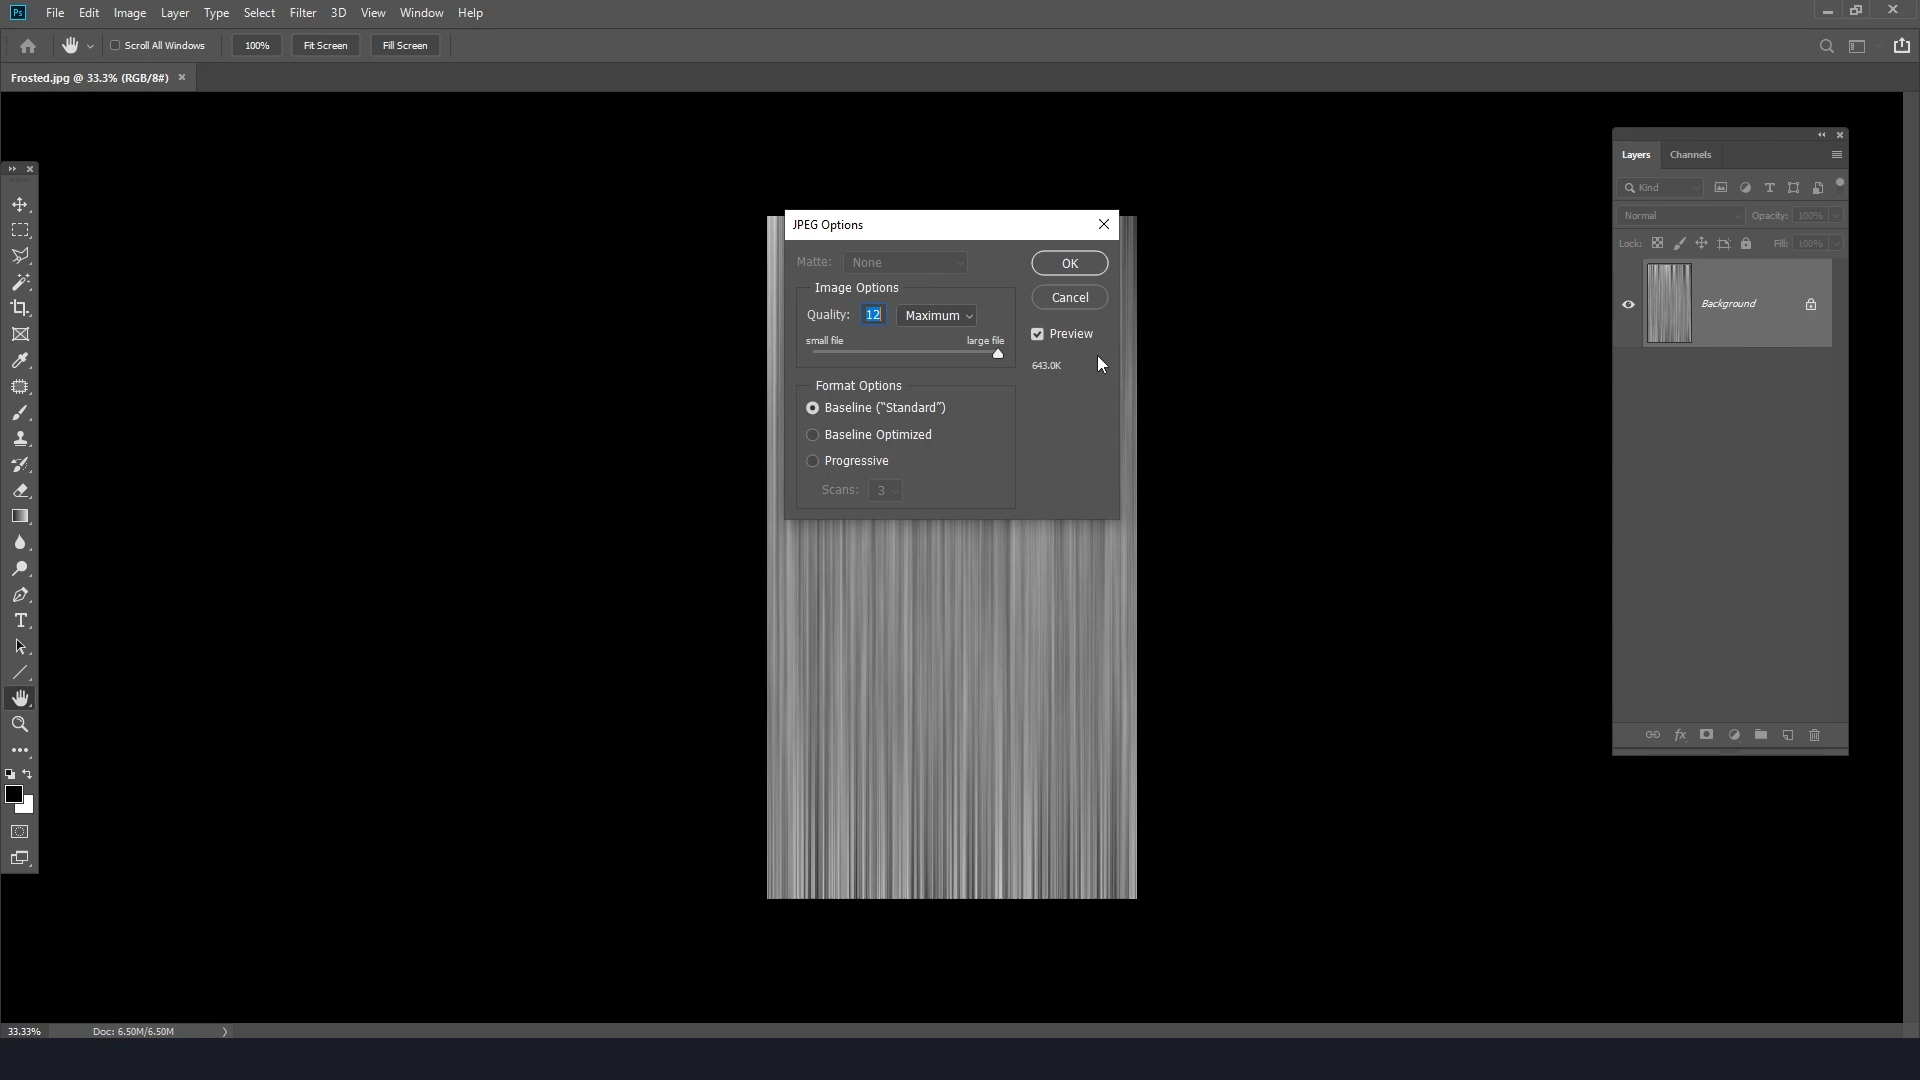 Ps File Edit Image Layer Type Select Filter 3D View Window Help
Scroll All Windows 100% Fit Screen Fill Screen
Frosted.jpg @ 33.3% (RGB/8#)
JPEG Options
Matte: None
OK
Image Options
Cancel
Quality: 12 Maximum
Preview
small file large file
643.0K
Format Options
Baseline (“Standard”)
Baseline Optimized
Progressive
Scans: 3
Layers Channels
Kind
Normal Opacity: 100%
Lock: Fill: 100%
Background
fx
33.33% Doc: 6.50M/6.50M